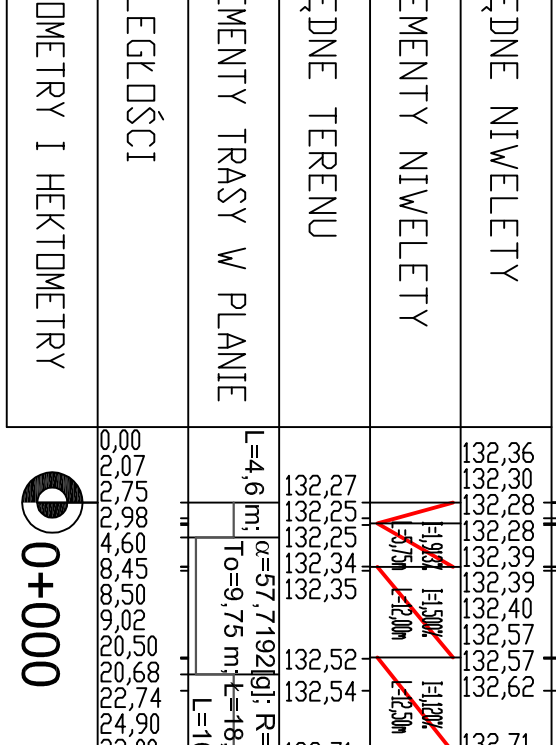 ĘDNE NIWELETY
132,36
132,30
132,28
132,28
132,39
132,39
132,40
132,57
132,57
132,62
132,71
EMENTY NIWELETY
I=1,500%
L=12,00m
I=1,120%
L=12,50m
ĘDNE TERENU
132,27
132,25
132,25
132,34
132,35
132,52
132,54
EMENTY TRASY W PLANIE
L=4,6 m; α=57,7192[g]; R=
To=9,75 m; Ł=18,
LEGŁOŚCI
0,00
2,07
2,75
2,98
4,60
8,45
8,50
9,02
20,50
20,68
22,74
24,90
OMETRY I HEKTOMETRY
0+000